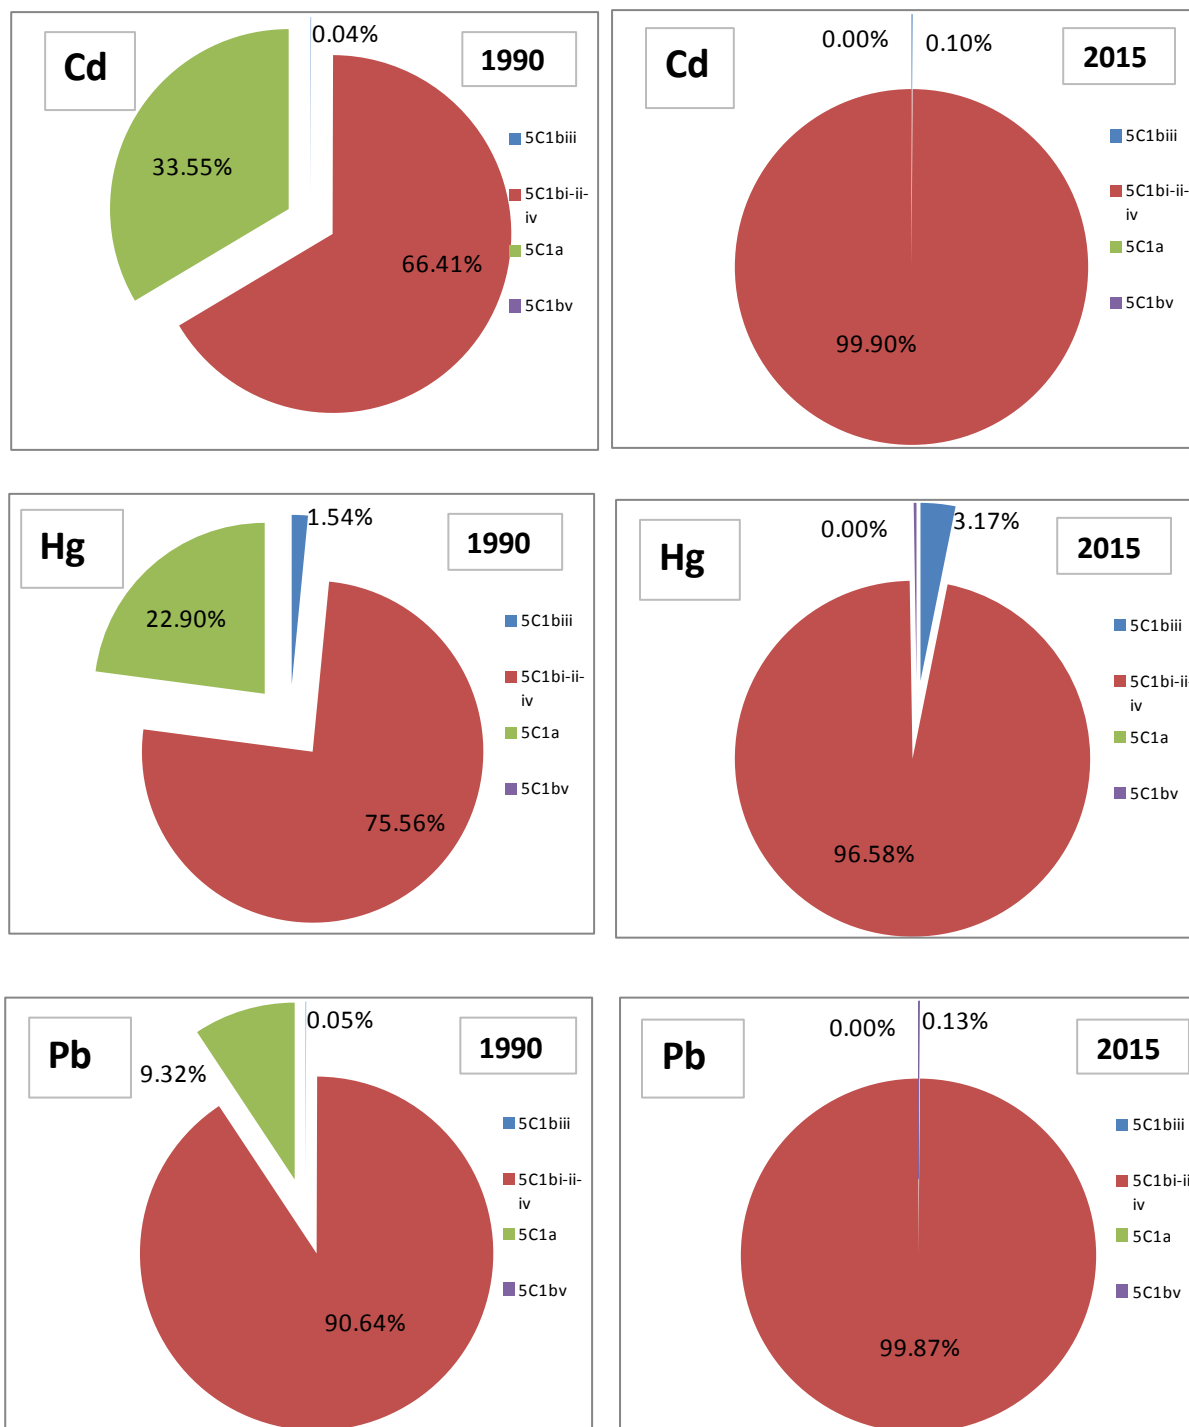 Cd
0.04%
1990
33.55%
66.41%
5C1biii
5C1bi-ii-
iv
5C1a
5C1bv
Cd
0.00%
0.10%
2015
99.90%
5C1biii
5C1bi-ii-
iv
5C1a
5C1bv
Hg
1.54%
1990
22.90%
75.56%
5C1biii
5C1bi-ii-
iv
5C1a
5C1bv
Hg
0.00%
3.17%
2015
96.58%
5C1biii
5C1bi-ii-
iv
5C1a
5C1bv
Pb
9.32%
0.05%
1990
90.64%
5C1biii
5C1bi-ii-
iv
5C1a
5C1bv
Pb
0.00%
0.13%
2015
99.87%
5C1biii
5C1bi-ii
iv
5C1a
5C1bv